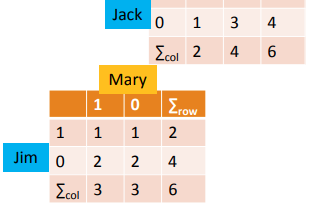 Jack
0 1 3 4
∑col 2 4 6
Mary
1 0 ∑row
1 1 1 2
Jim
0 2 2 4
∑col 3 3 6